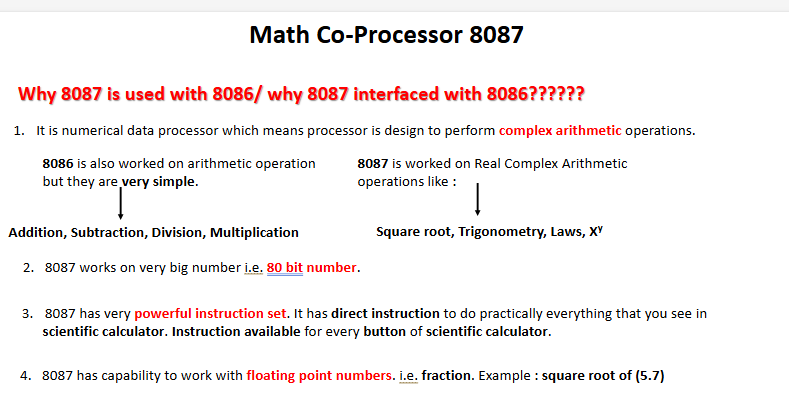 Math Co-Processor 8087
Why 8087 is used with 8086/ why 8087 interfaced with 8086??????
1. It is numerical data processor which means processor is design to perform complex arithmetic operations.
8086 is also worked on arithmetic operation
but they are very simple.
8087 is worked on Real Complex Arithmetic
operations like :
Addition, Subtraction, Division, Multiplication
Square root, Trigonometry, Laws, Xʸ
2. 8087 works on very big number i.e. 80 bit number.
3. 8087 has very powerful instruction set. It has direct instruction to do practically everything that you see in
scientific calculator. Instruction available for every button of scientific calculator.
4. 8087 has capability to work with floating point numbers. i.e. fraction. Example : square root of (5.7)